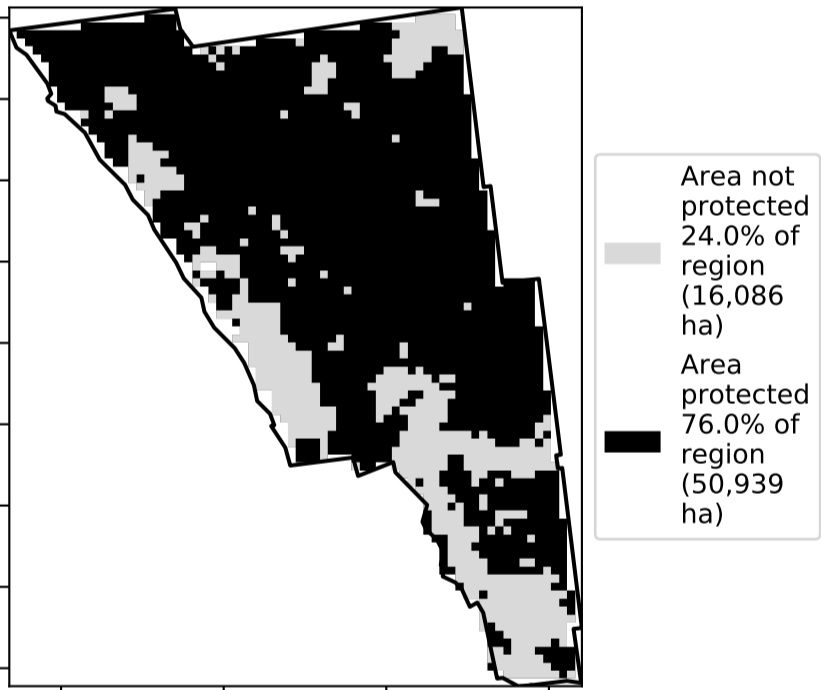 Area not
protected
24.0% of
region
(16,086
ha)
Area
protected
76.0% of
region
(50,939
ha)